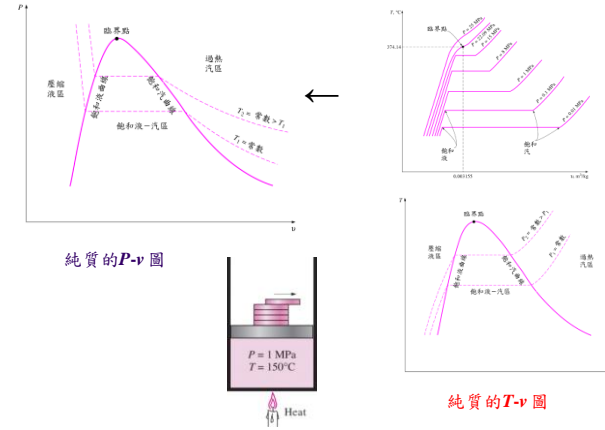 P
臨界點
過熱
汽區
壓縮
液區
飽和液曲線
飽和汽曲線
T₂ = 常數 > T₁
T₁ = 常數
飽和液–汽區
υ
純質的P-v 圖
←
P = 1 MPa
T = 150°C
Heat
T, °C
臨界點
374.14
P = 25 MPa
P = 22.09 MPa
P = 15 MPa
P = 8 MPa
P = 1 MPa
P = 0.1 MPa
P = 0.01 MPa
飽和
液
飽和
汽
0.003155
υ, m³/kg
T
臨界點
壓縮
液區
過熱
汽區
飽和液曲線
飽和汽曲線
P₂ = 常數 > P₁
P₁ = 常數
飽和液–汽區
υ
純質的T-v 圖